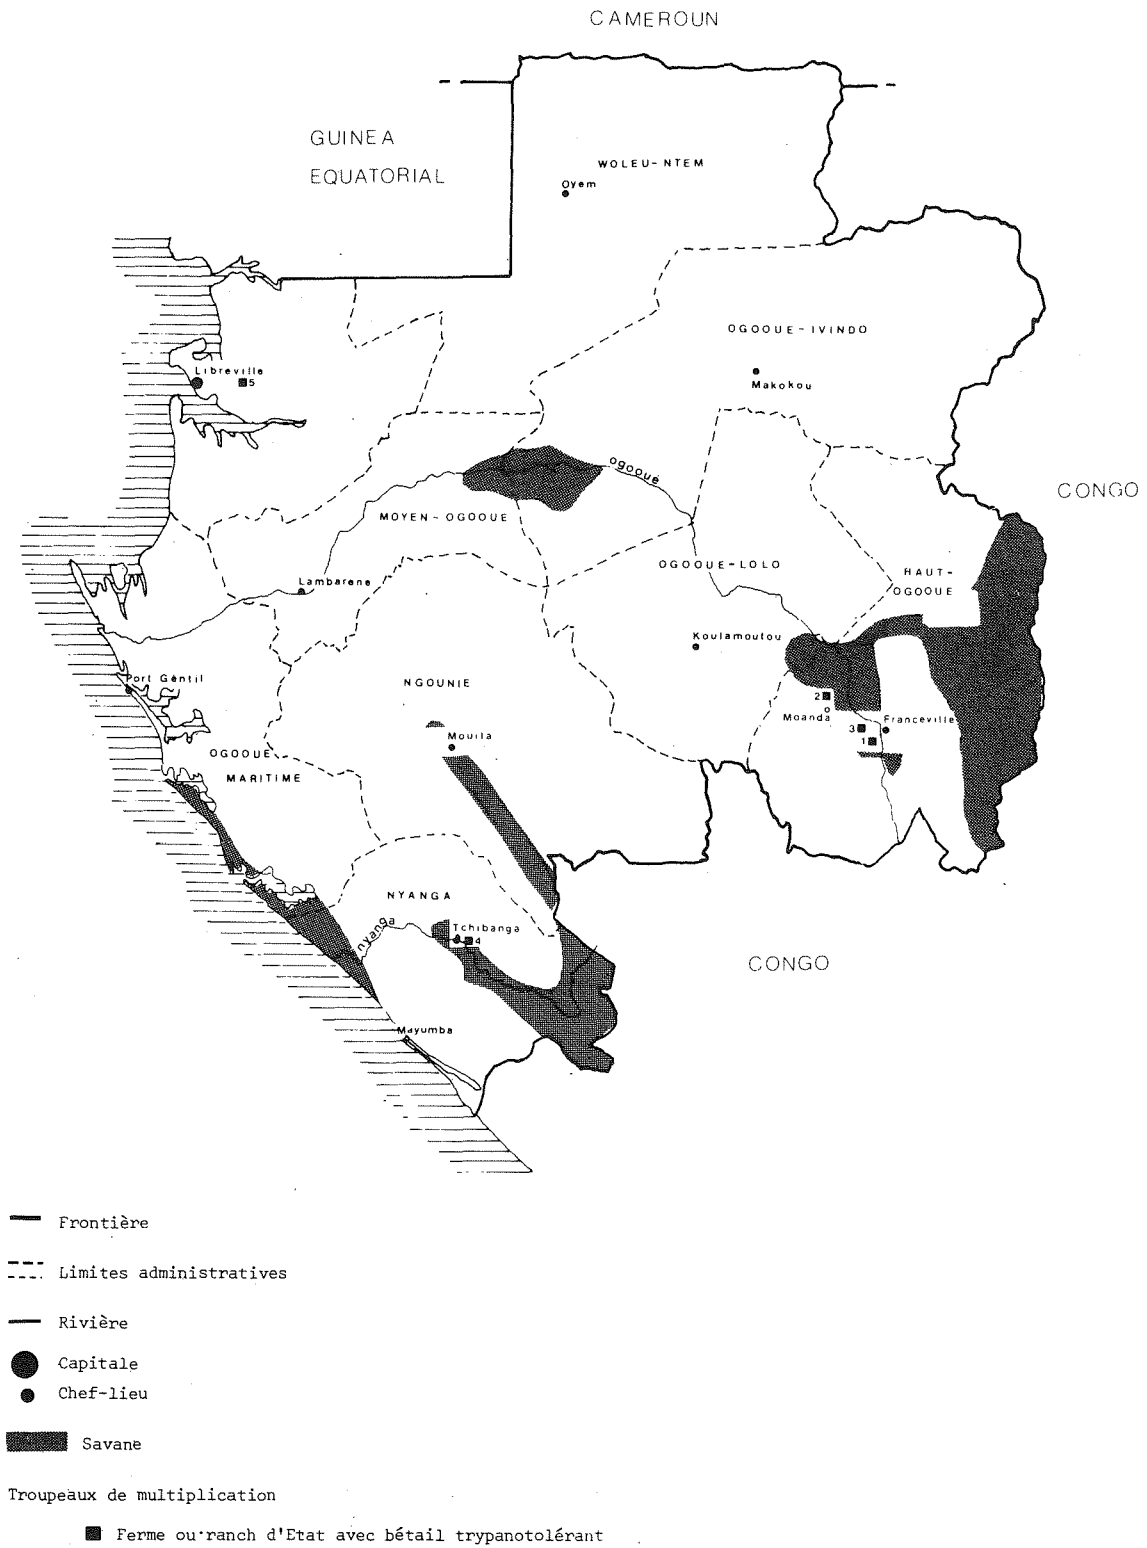 CAMEROUN
GUINEA
EQUATORIAL
WOLEU-NTEM
Oyem
OGOOUE-IVINDO
Libreville
5
Makokou
ogooué
CONGO
MOYEN-OGOOUE
OGOOUE-LOLO
HAUT-
OGOOUE
Lambarene
Koulamoutou
Port Gèntil
NGOUNIE
2
Moanda
Franceville
3
1
Mouila
OGOOUE
MARITIME
NYANGA
nyanga
Tchibanga
4
CONGO
Mayumba
Frontière
Limites administratives
Rivière
Capitale
Chef-lieu
Savane
Troupeaux de multiplication
Ferme ou ranch d'Etat avec bétail trypanotolérant